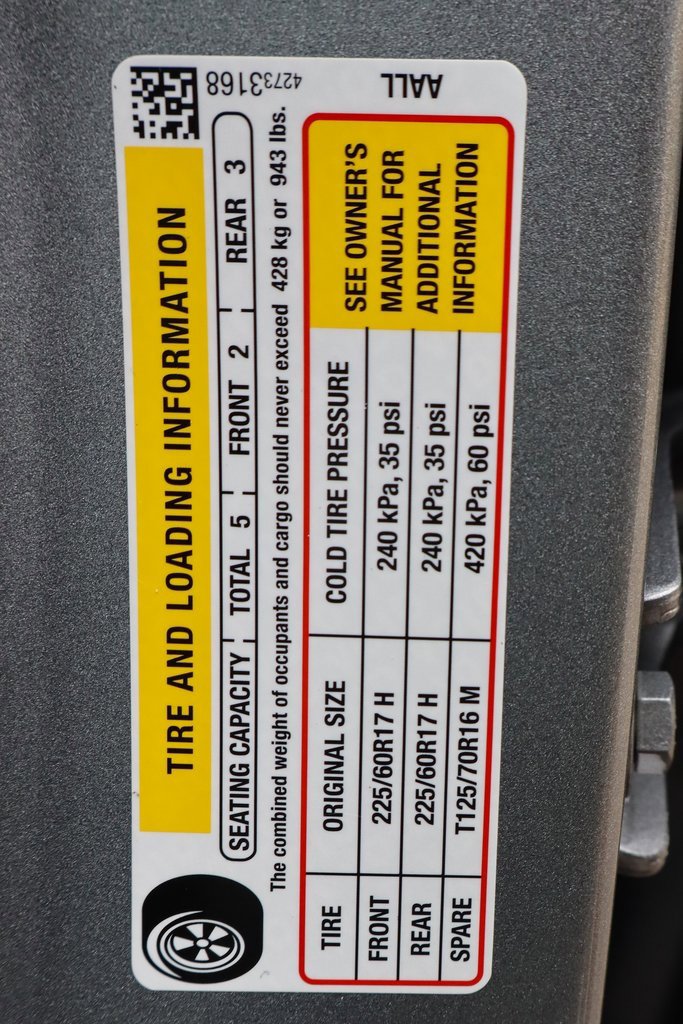 TIRE AND LOADING INFORMATION
SEATING CAPACITY TOTAL 5 FRONT 2 REAR 3
The combined weight of occupants and cargo should never exceed 428 kg or 943 lbs.
TIRE ORIGINAL SIZE COLD TIRE PRESSURE
FRONT 225/60R17 H 240 kPa, 35 psi
REAR 225/60R17 H 240 kPa, 35 psi
SPARE T125/70R16 M 420 kPa, 60 psi
SEE OWNER'S
MANUAL FOR
ADDITIONAL
INFORMATION
42733168
AALL